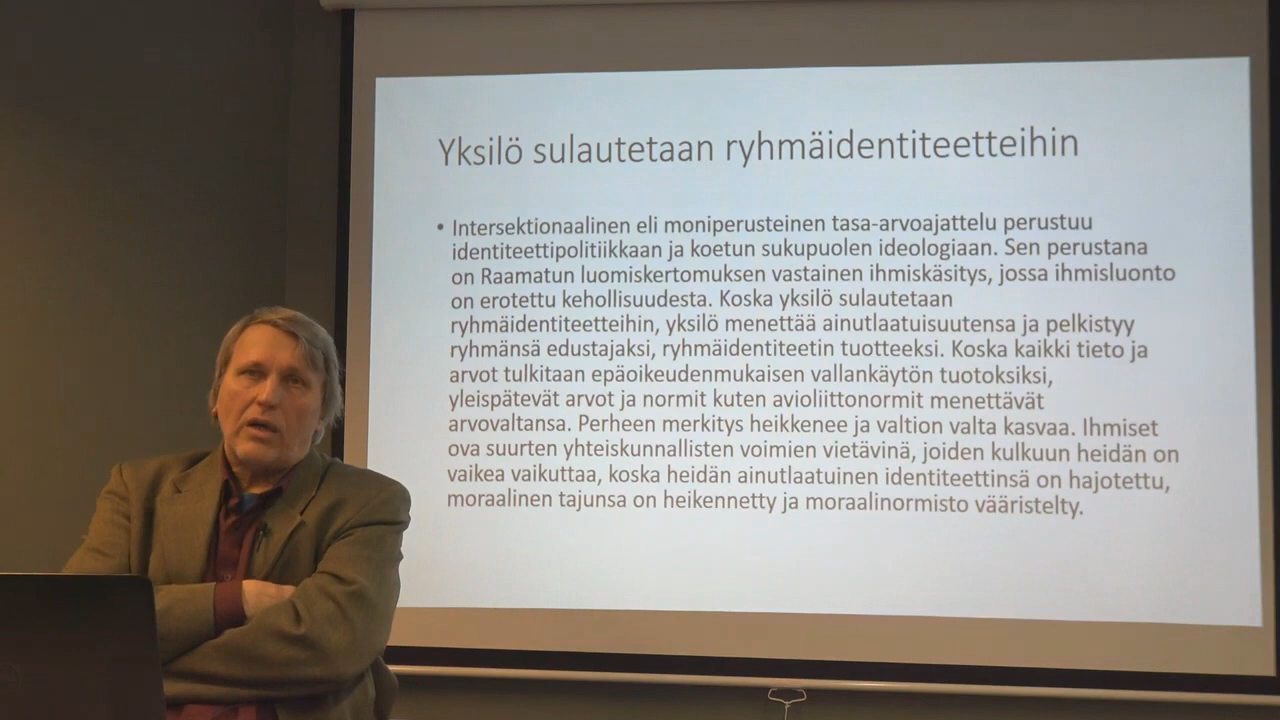 Yksilö sulautetaan ryhmäidentiteetteihin
• Intersektionaalinen eli moniperusteinen tasa-arvoajattelu perustuu
identiteettipolitiikkaan ja koetun sukupuolen ideologiaan. Sen perustana
on Raamatun luomiskertomuksen vastainen ihmiskäsitys, jossa ihmisluonto
on erotettu kehollisuudesta. Koska yksilö sulautetaan
ryhmäidentiteetteihin, yksilö menettää ainutlaatuisuutensa ja pelkistyy
ryhmänsä edustajaksi, ryhmäidentiteetin tuotteeksi. Koska kaikki tieto ja
arvot tulkitaan epäoikeudenmukaisen vallankäytön tuotoksiksi,
yleispätevät arvot ja normit kuten avioliittonormit menettävät
arvovaltansa. Perheen merkitys heikkenee ja valtion valta kasvaa. Ihmiset
ova suurten yhteiskunnallisten voimien vietävinä, joiden kulkuun heidän on
vaikea vaikuttaa, koska heidän ainutlaatuinen identiteettinsä on hajotettu,
moraalinen tajunsa on heikennetty ja moraalinormisto vääristelty.